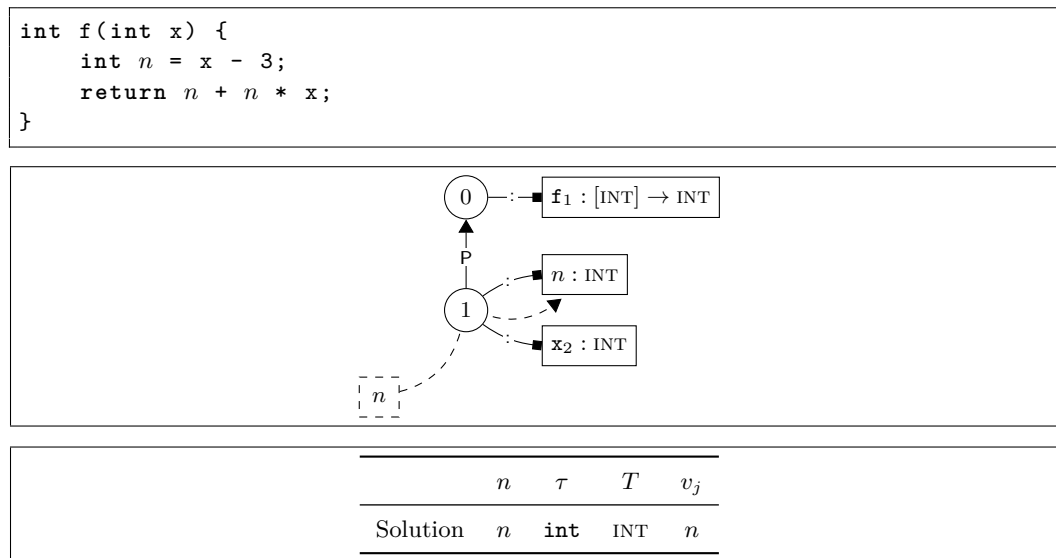 int f(int x) {
int n = x - 3;
return n + n * x;
}
0 : f₁ : [INT] → INT
P
: n : INT
1
: x₂ : INT
n
n τ T vⱼ
Solution n int INT n